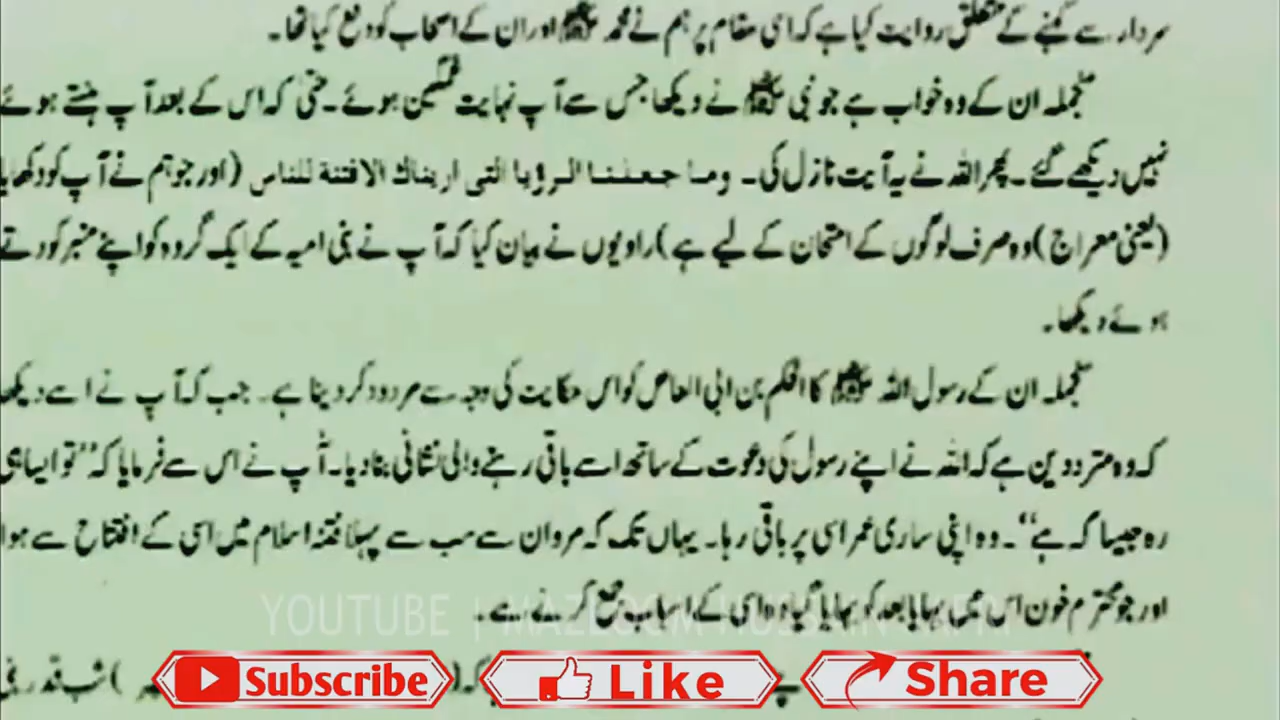 سردار سے کہنے کے متعلق روایت کیا ہے کہ اسی مقام پر ہم نے محمد ﷺ اور ان کے اصحاب کو دفع کیا تھا۔
منجملہ ان کے وہ خواب ہے جو نبی ﷺ نے دیکھا جس سے آپ نہایت غمگین ہوئے۔ حتیٰ کہ اس کے بعد آپ ہنستے ہوئے
نہیں دیکھے گئے۔ پھر اللہ نے یہ آیت نازل کی۔ وما جعلنا الرؤيا التی اريناك الا فتنة للناس (اور جو ہم نے آپ کو دکھایا
(یعنی معراج) وہ صرف لوگوں کے امتحان کے لیے ہے) راویوں نے بیان کیا کہ آپ نے بنی امیہ کے ایک گروہ کو اپنے منبر کودتے
ہوئے دیکھا۔
منجملہ ان کے رسول اللہ ﷺ کا الحکم بن ابی العاص کو اس حکایت کی وجہ سے مردود کر دینا ہے۔ جب کہ آپ نے اسے دیکھا
کہ وہ متردد دین ہے کہ اللہ نے اپنے رسول کی دعوت کے ساتھ اسے باقی رہنے والی نشانی بنا دیا۔ آپ نے اس سے فرمایا کہ ”تو ایسا ہی
رہ جیسا کہ ہے“۔ وہ اپنی ساری عمر اسی پر باقی رہا۔ یہاں تک کہ مروان سے سب سے پہلا فتنہ اسلام میں اسی کے افتتاح سے ہوا
اور جو محترم خون اس میں بہایا بعد کو بہایا گیا وہ اسی کے اسباب جمع کرنے ہے۔
YOUTUBE | MAZLOOM HUSSAIN
شب قدر
Subscribe
Like
Share